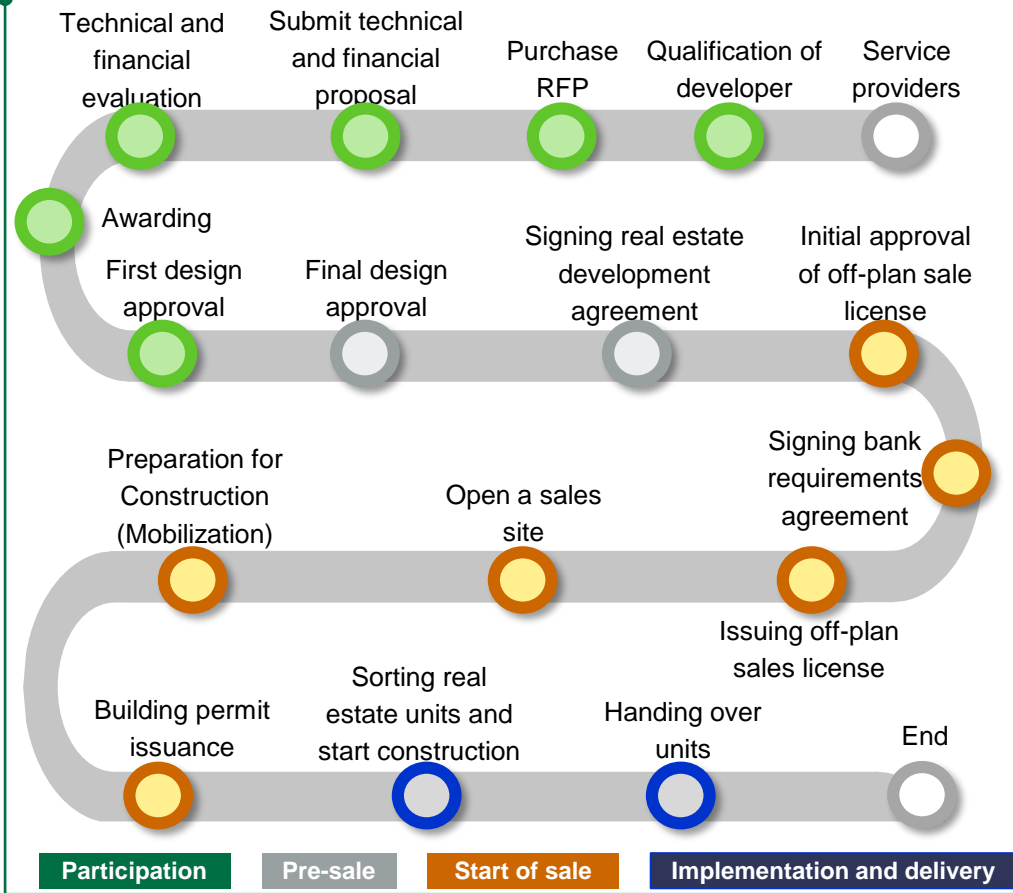 Technical and
financial
evaluation
Submit technical
and financial
proposal
Purchase
RFP
Qualification of
developer
Service
providers
Awarding
First design
approval
Final design
approval
Signing real estate
development
agreement
Initial approval
of off-plan sale
license
Signing bank
requirements
agreement
Preparation for
Construction
(Mobilization)
Open a sales
site
Issuing off-plan
sales license
Building permit
issuance
Sorting real
estate units and
start construction
Handing over
units
End
Participation
Pre-sale
Start of sale
Implementation and delivery